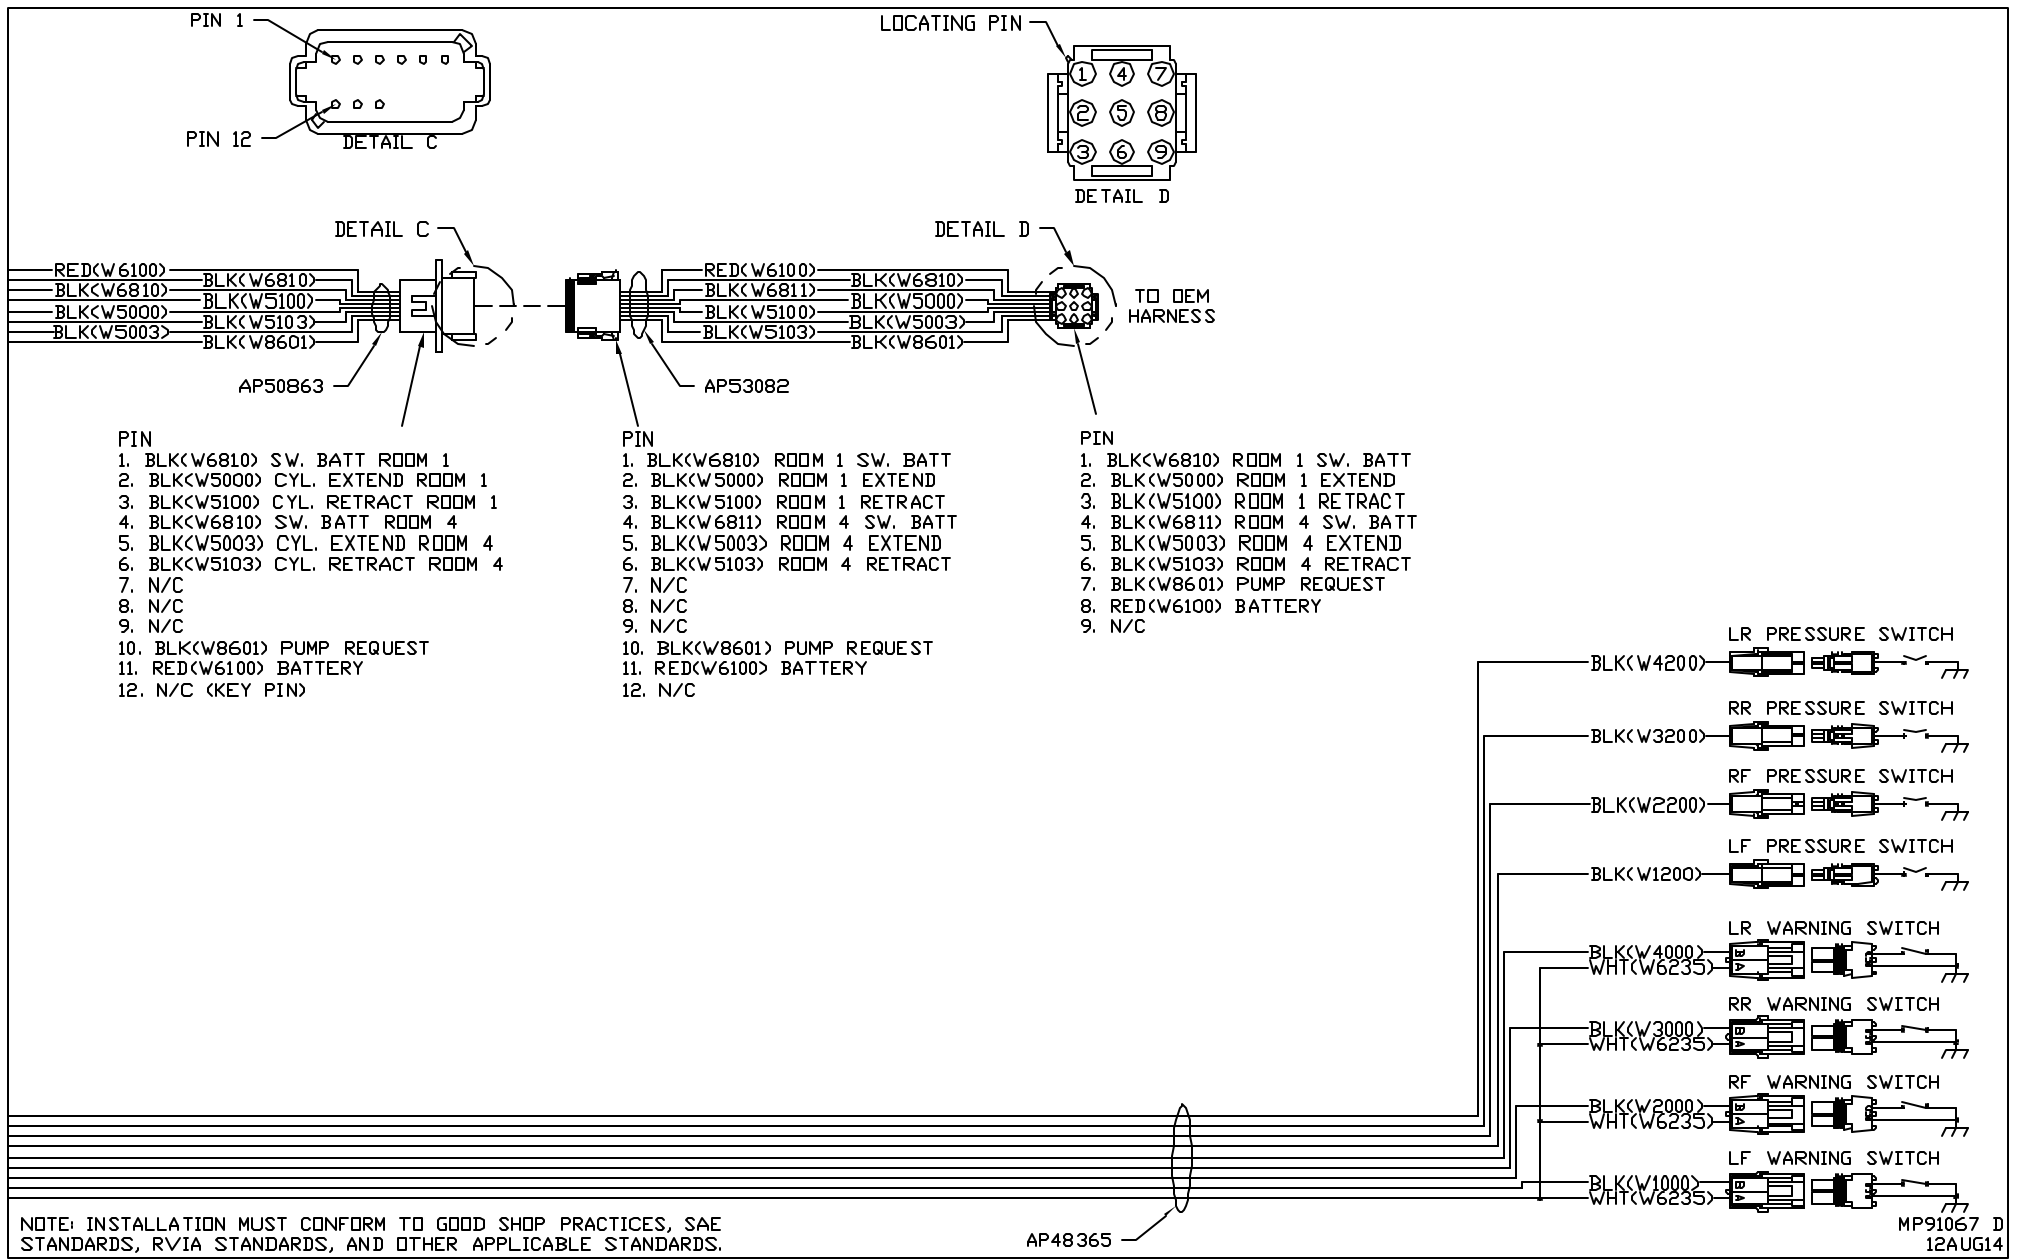 PIN 1
PIN 12
DETAIL C
LOCATING PIN
1 4 7
2 5 8
3 6 9
DETAIL D
DETAIL C
DETAIL D
RED(W6100)
BLK(W6810)
BLK(W6810)
BLK(W5100)
BLK(W5000)
BLK(W5103)
BLK(W5003)
BLK(W8601)
RED(W6100)
BLK(W6810)
BLK(W6811)
BLK(W5000)
BLK(W5100)
BLK(W5003)
BLK(W5103)
BLK(W8601)
TO OEM
HARNESS
AP50863
AP53082
PIN
1. BLK(W6810) SW. BATT ROOM 1
2. BLK(W5000) CYL. EXTEND ROOM 1
3. BLK(W5100) CYL. RETRACT ROOM 1
4. BLK(W6810) SW. BATT ROOM 4
5. BLK(W5003) CYL. EXTEND ROOM 4
6. BLK(W5103) CYL. RETRACT ROOM 4
7. N/C
8. N/C
9. N/C
10. BLK(W8601) PUMP REQUEST
11. RED(W6100) BATTERY
12. N/C (KEY PIN)
PIN
1. BLK(W6810) ROOM 1 SW. BATT
2. BLK(W5000) ROOM 1 EXTEND
3. BLK(W5100) ROOM 1 RETRACT
4. BLK(W6811) ROOM 4 SW. BATT
5. BLK(W5003) ROOM 4 EXTEND
6. BLK(W5103) ROOM 4 RETRACT
7. N/C
8. N/C
9. N/C
10. BLK(W8601) PUMP REQUEST
11. RED(W6100) BATTERY
12. N/C
PIN
1. BLK(W6810) ROOM 1 SW. BATT
2. BLK(W5000) ROOM 1 EXTEND
3. BLK(W5100) ROOM 1 RETRACT
4. BLK(W6811) ROOM 4 SW. BATT
5. BLK(W5003) ROOM 4 EXTEND
6. BLK(W5103) ROOM 4 RETRACT
7. BLK(W8601) PUMP REQUEST
8. RED(W6100) BATTERY
9. N/C
LR PRESSURE SWITCH
BLK(W4200)
RR PRESSURE SWITCH
BLK(W3200)
RF PRESSURE SWITCH
BLK(W2200)
LF PRESSURE SWITCH
BLK(W1200)
LR WARNING SWITCH
BLK(W4000) B
WHT(W6235) A
RR WARNING SWITCH
BLK(W3000) B
WHT(W6235) A
RF WARNING SWITCH
BLK(W2000) B
WHT(W6235) A
LF WARNING SWITCH
BLK(W1000) B
WHT(W6235) A
AP48365
NOTE: INSTALLATION MUST CONFORM TO GOOD SHOP PRACTICES, SAE
STANDARDS, RVIA STANDARDS, AND OTHER APPLICABLE STANDARDS.
MP91067 D
12AUG14